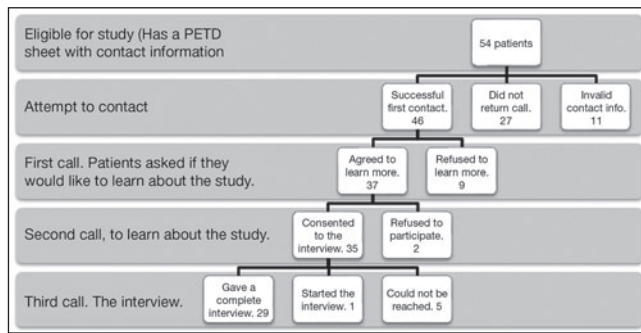 Eligible for study (Has a PETD
sheet with contact information
54 patients
Attempt to contact
Successful
first contact.
46
Did not
return call.
27
Invalid
contact info.
11
First call. Patients asked if they
would like to learn about the study.
Agreed to
learn more.
37
Refused to
learn more.
9
Second call, to learn about the study.
Consented
to the
interview. 35
Refused to
participate.
2
Third call. The interview.
Gave a
complete
interview. 29
Started the
interview. 1
Could not be
reached. 5